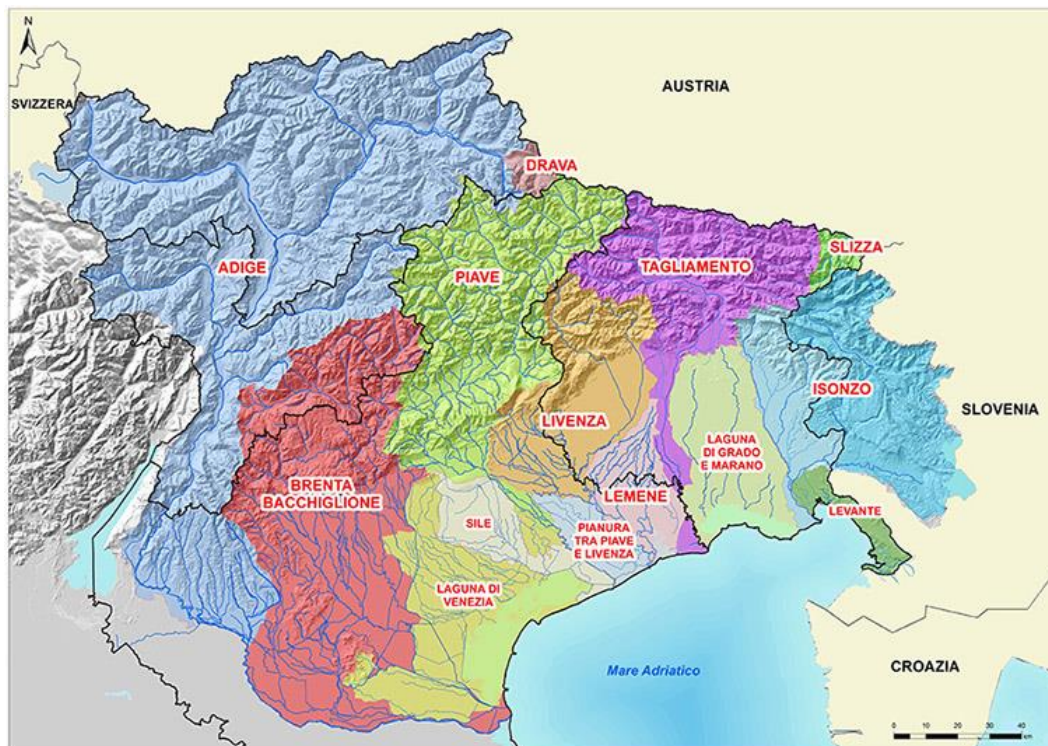 N
SVIZZERA
AUSTRIA
DRAVA
SLIZZA
ADIGE
PIAVE
TAGLIAMENTO
ISONZO
SLOVENIA
LIVENZA
LAGUNA
DI GRADO
E MARANO
BRENTA
BACCHIGLIONE
LEMENE
SILE
PIANURA
TRA PIAVE
E LIVENZA
LEVANTE
LAGUNA DI
VENEZIA
Mare Adriatico
CROAZIA
0 10 20 30 40
km